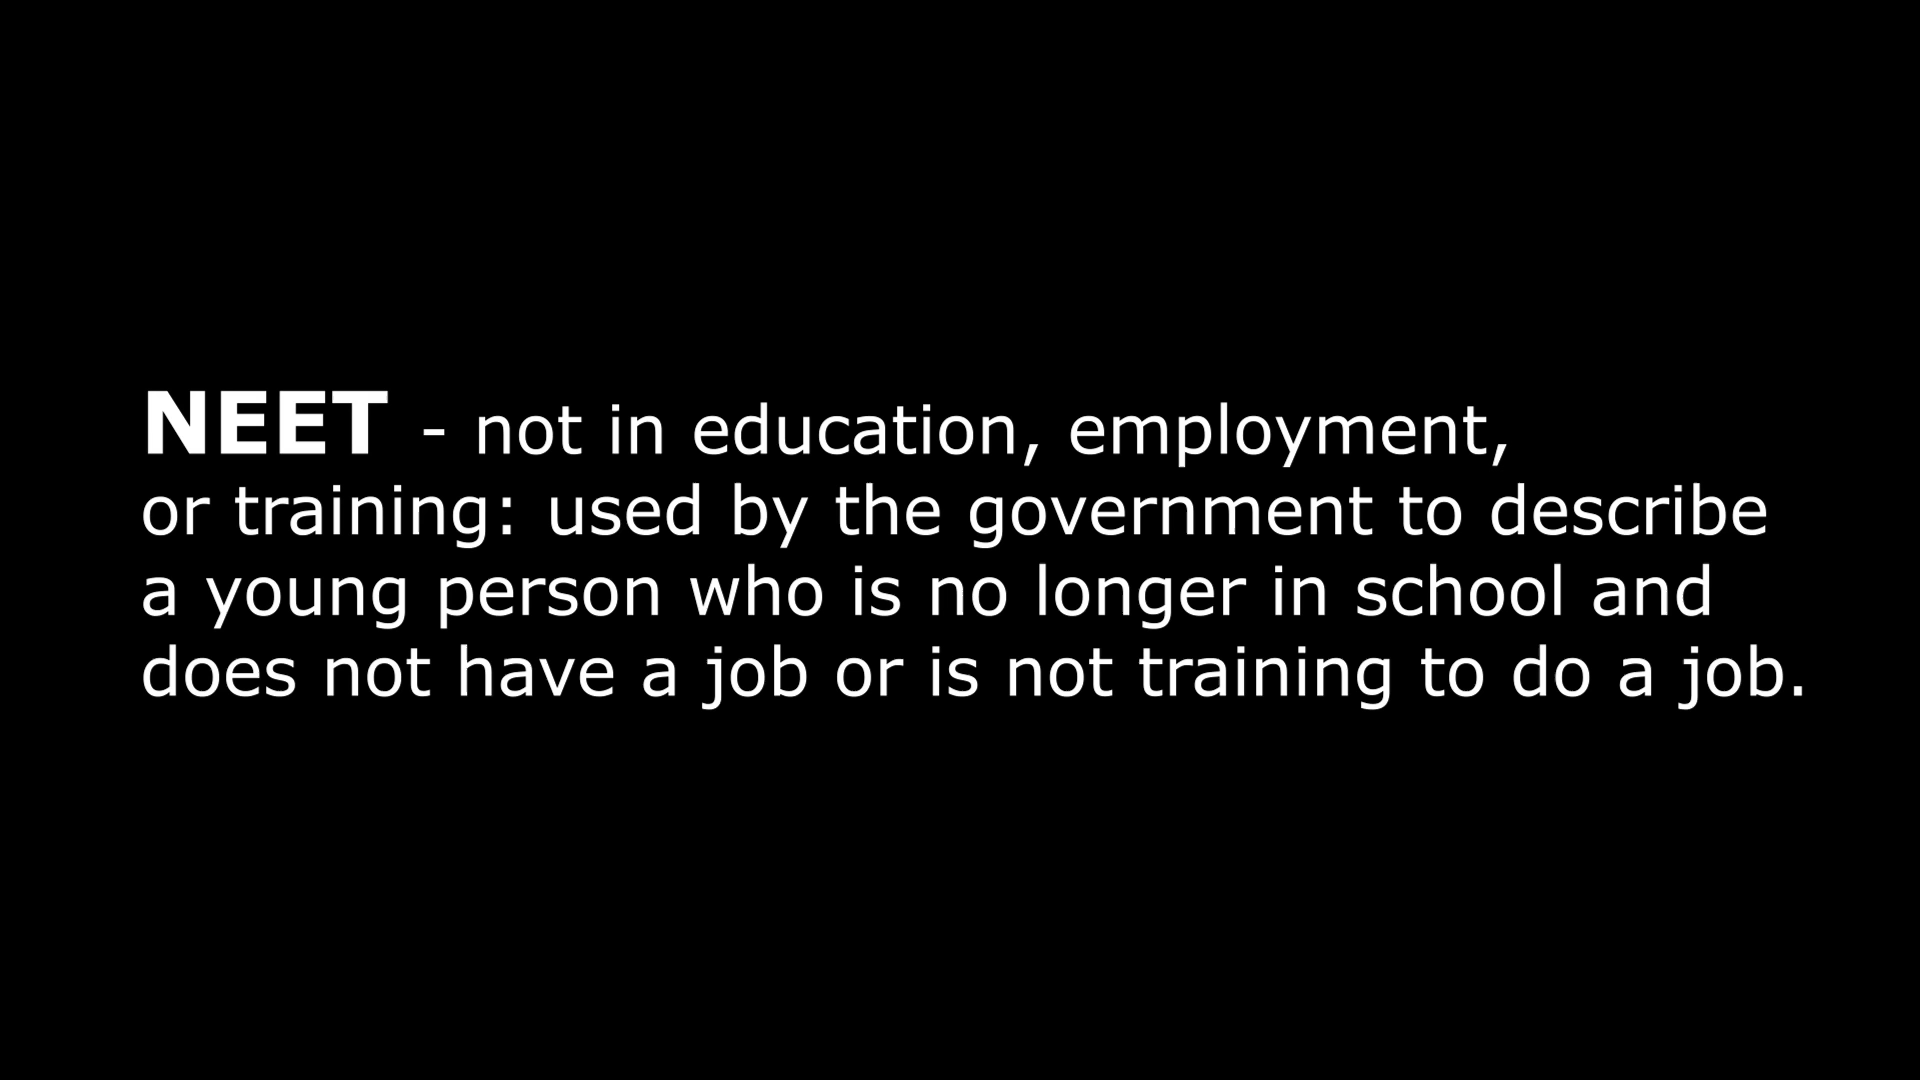 NEET - not in education, employment,
or training: used by the government to describe
a young person who is no longer in school and
does not have a job or is not training to do a job.